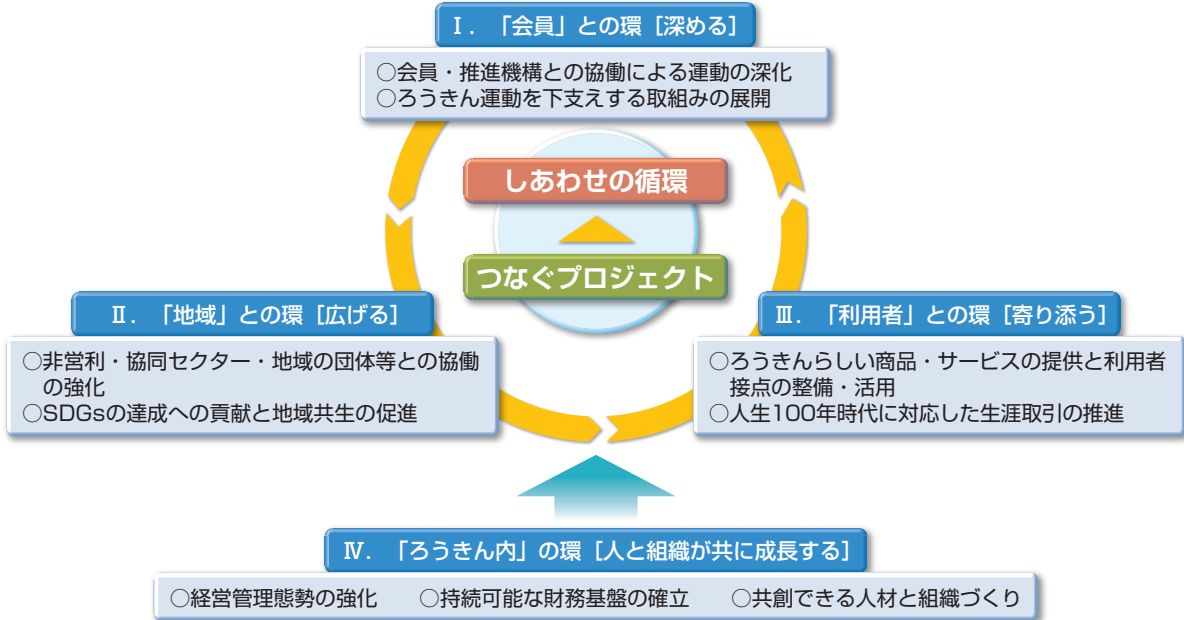 Ⅰ．「会員」との環［深める］
○会員・推進機構との協働による運動の深化
○ろうきん運動を下支えする取組みの展開
しあわせの循環
つなぐプロジェクト
Ⅱ．「地域」との環［広げる］
○非営利・協同セクター・地域の団体等との協働
の強化
○SDGsの達成への貢献と地域共生の促進
Ⅲ．「利用者」との環［寄り添う］
○ろうきんらしい商品・サービスの提供と利用者
接点の整備・活用
○人生100年時代に対応した生涯取引の推進
Ⅳ．「ろうきん内」の環［人と組織が共に成長する］
○経営管理態勢の強化　○持続可能な財務基盤の確立　○共創できる人材と組織づくり